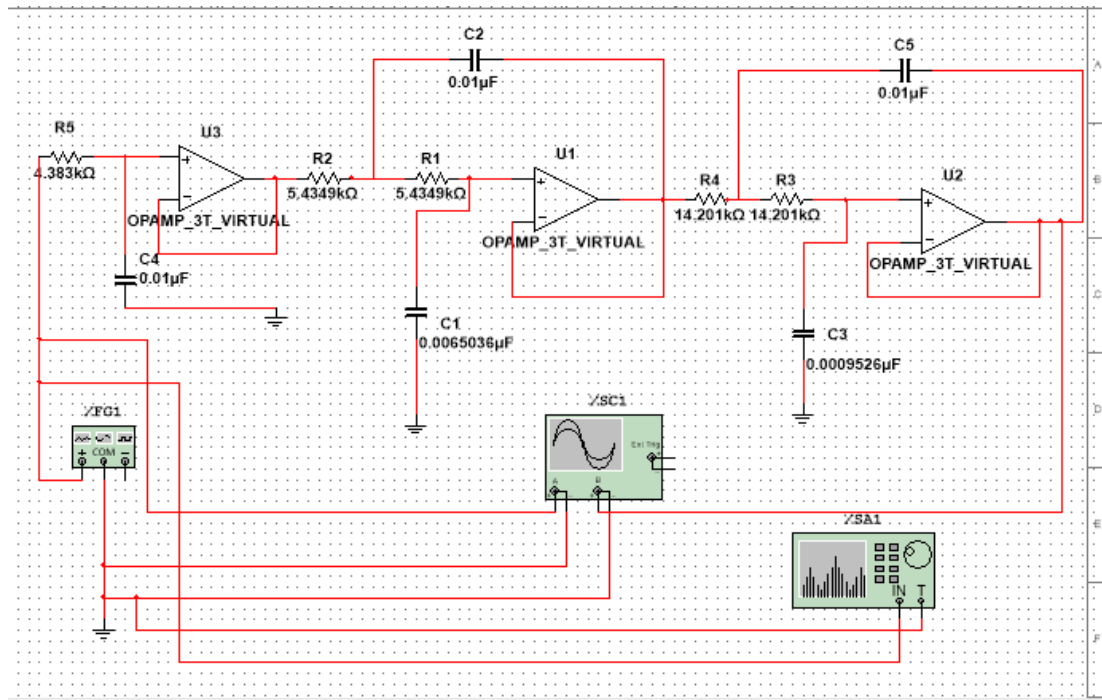 C2
0.01µF
C5
0.01µF
R5
4.383kΩ
U3
OPAMP_3T_VIRTUAL
R2
5.4349kΩ
R1
5.4349kΩ
U1
OPAMP_3T_VIRTUAL
R4
14.201kΩ
R3
14.201kΩ
U2
OPAMP_3T_VIRTUAL
C4
0.01µF
C1
0.0065036µF
C3
0.0009526µF
XFG1
+ COM −
XSC1
Ext Trig
A B
XSA1
IN T
A
B
C
D
E
F